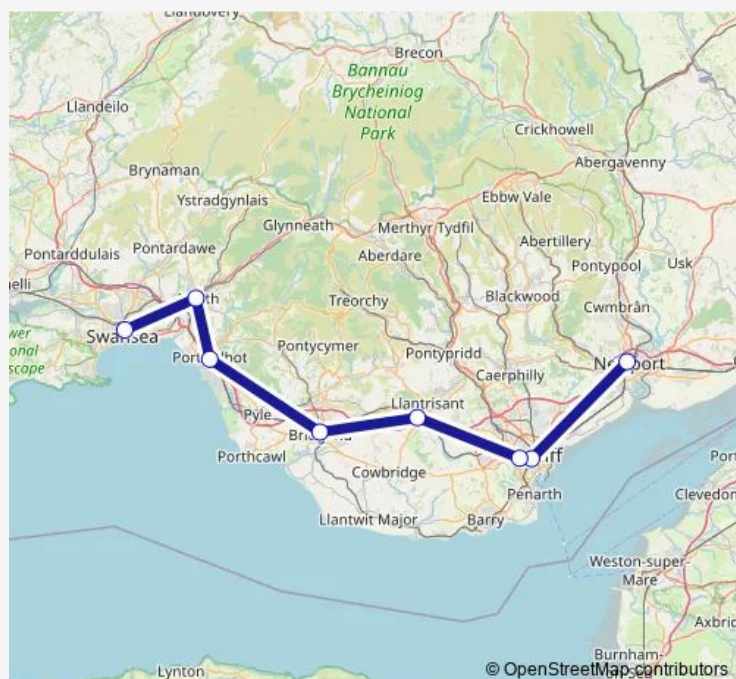 Llandovery
Brecon
Bannau
Brycheiniog
National
Park
Llandeilo
Crickhowell
Abergavenny
Brynaman
Ystradgynlais
Ebbw Vale
Glynneath
Merthyr Tydfil
Pontarddulais
Pontardawe
Aberdare
Abertillery
Usk
Pontypool
Treorchy
Blackwood
Cwmbrân
Swansea
Pontycymer
Pontypridd
Caerphilly
Llantrisant
Pyle
Porthcawl
Cowbridge
Penarth
Llantwit Major
Barry
Clevedon
Weston-super-
Mare
Burnham-
on-Sea
Lynton
© OpenStreetMap contributors